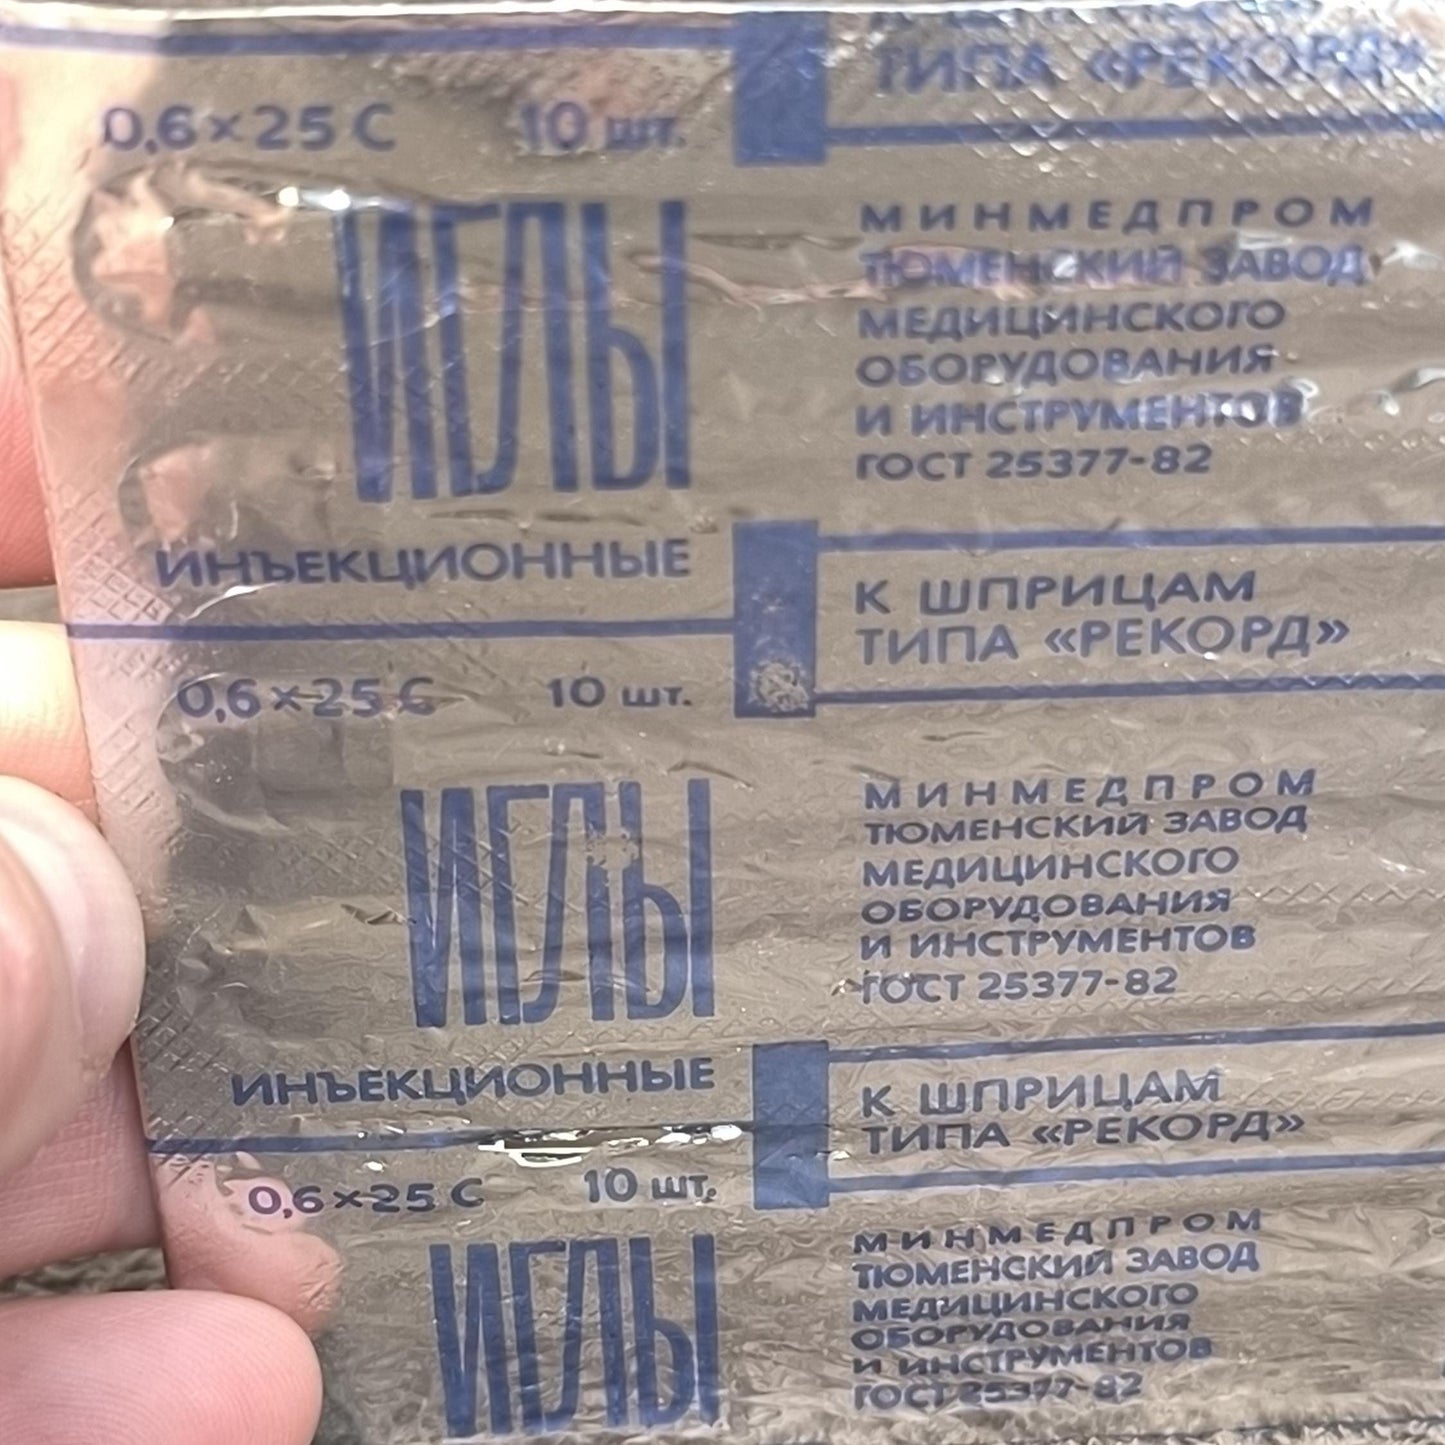 ТИПА «РЕКОРД»
0,6×25 С 10 шт.
ИГЛЫ
ИНЪЕКЦИОННЫЕ
МИНМЕДПРОМ
ТЮМЕНСКИЙ ЗАВОД
МЕДИЦИНСКОГО
ОБОРУДОВАНИЯ
И ИНСТРУМЕНТОВ
ГОСТ 25377-82
К ШПРИЦАМ
ТИПА «РЕКОРД»
0,6×25 С 10 шт.
ИГЛЫ
ИНЪЕКЦИОННЫЕ
МИНМЕДПРОМ
ТЮМЕНСКИЙ ЗАВОД
МЕДИЦИНСКОГО
ОБОРУДОВАНИЯ
И ИНСТРУМЕНТОВ
ГОСТ 25377-82
К ШПРИЦАМ
ТИПА «РЕКОРД»
0,6×25 С 10 шт.
ИГЛЫ
МИНМЕДПРОМ
ТЮМЕНСКИЙ ЗАВОД
МЕДИЦИНСКОГО
ОБОРУДОВАНИЯ
И ИНСТРУМЕНТОВ
ГОСТ 25377-82